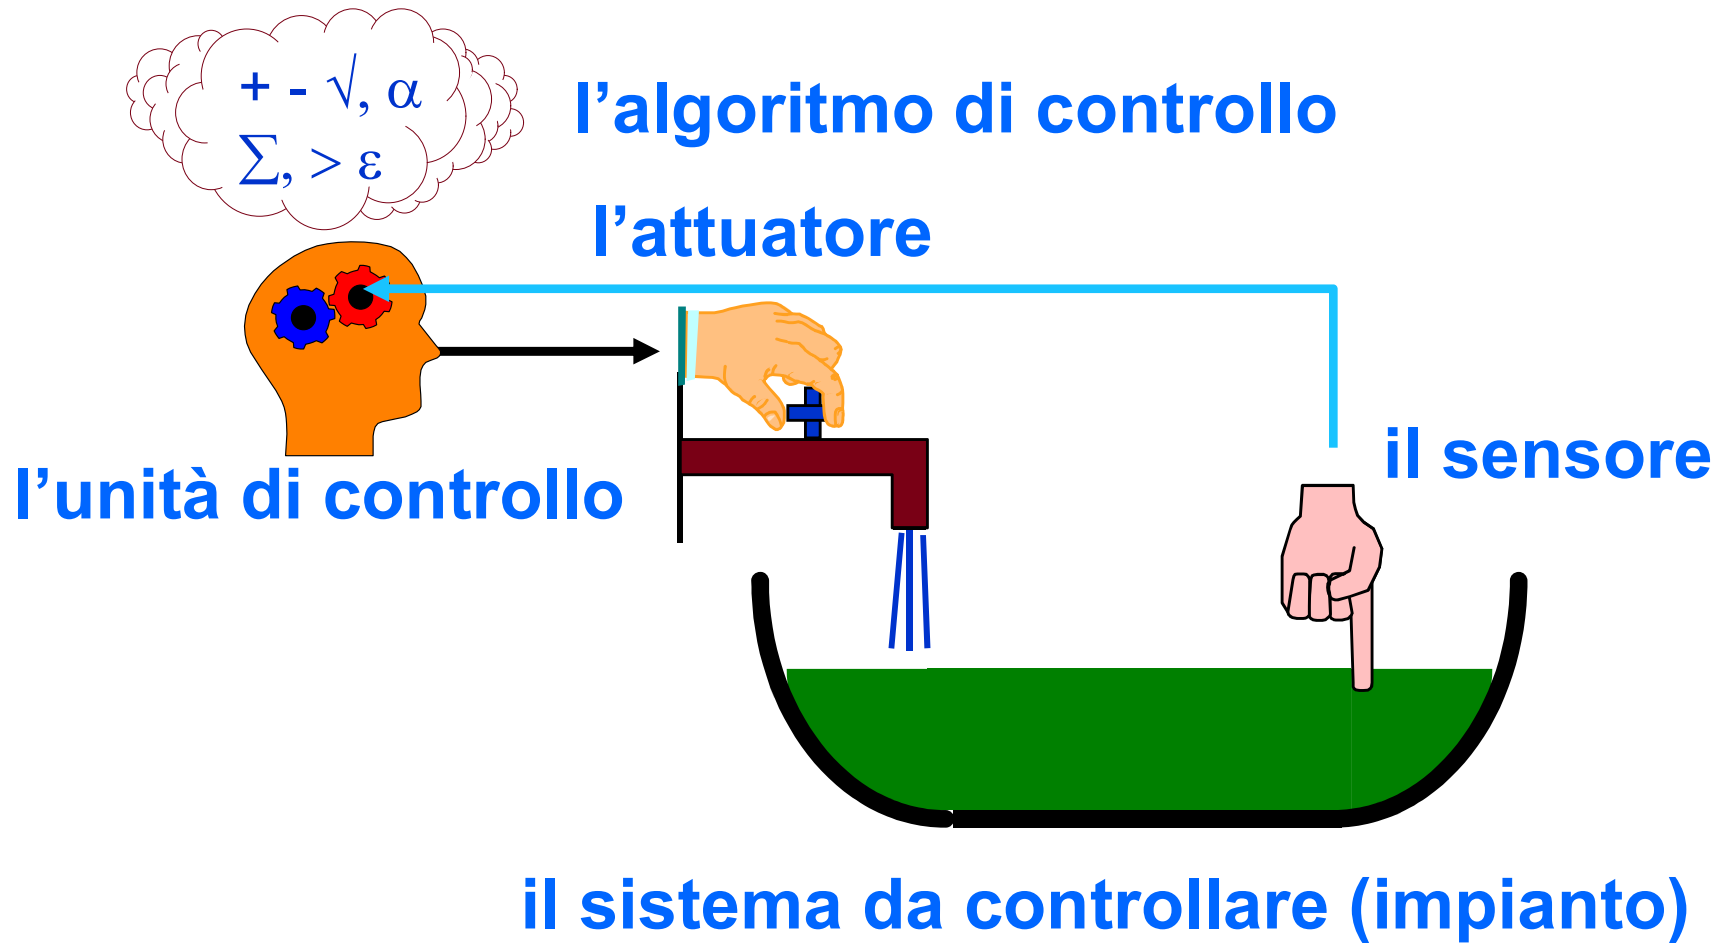 + - √, α
Σ, > ε
l’algoritmo di controllo
l’attuatore
il sensore
l’unità di controllo
il sistema da controllare (impianto)